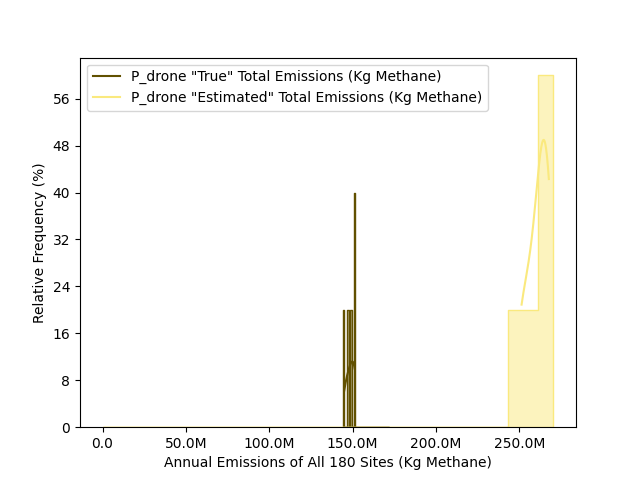 P_drone "True" Total Emissions (Kg Methane)
P_drone "Estimated" Total Emissions (Kg Methane)
56
48
40
32
24
16
8
0
Relative Frequency (%)
0.0 50.0M 100.0M 150.0M 200.0M 250.0M
Annual Emissions of All 180 Sites (Kg Methane)